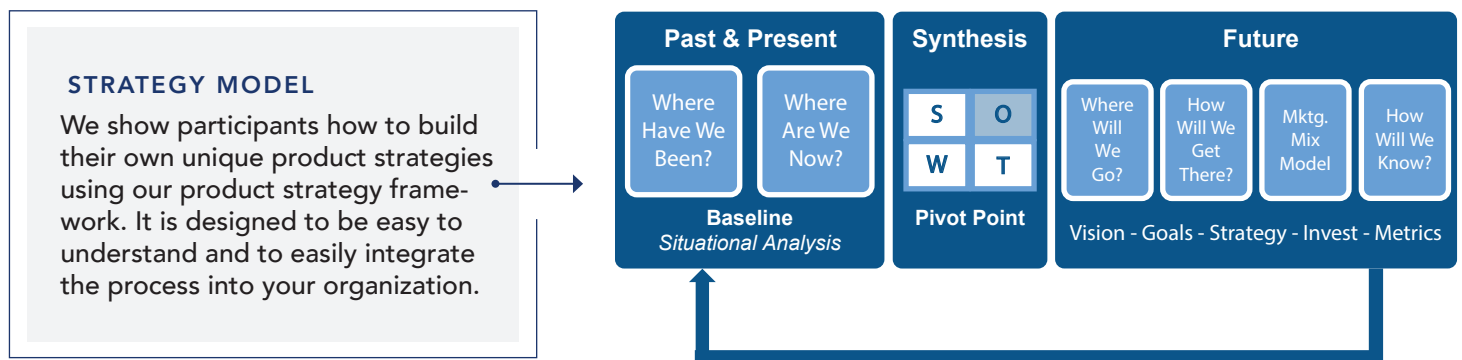 STRATEGY MODEL
We show participants how to build
their own unique product strategies
using our product strategy frame-
work. It is designed to be easy to
understand and to easily integrate
the process into your organization.
Past & Present
Where
Have We
Been?
Where
Are We
Now?
Baseline
Situational Analysis
Synthesis
S O
W T
Pivot Point
Future
Where
Will
We
Go?
How
Will We
Get
There?
Mktg.
Mix
Model
How
Will We
Know?
Vision - Goals - Strategy - Invest - Metrics